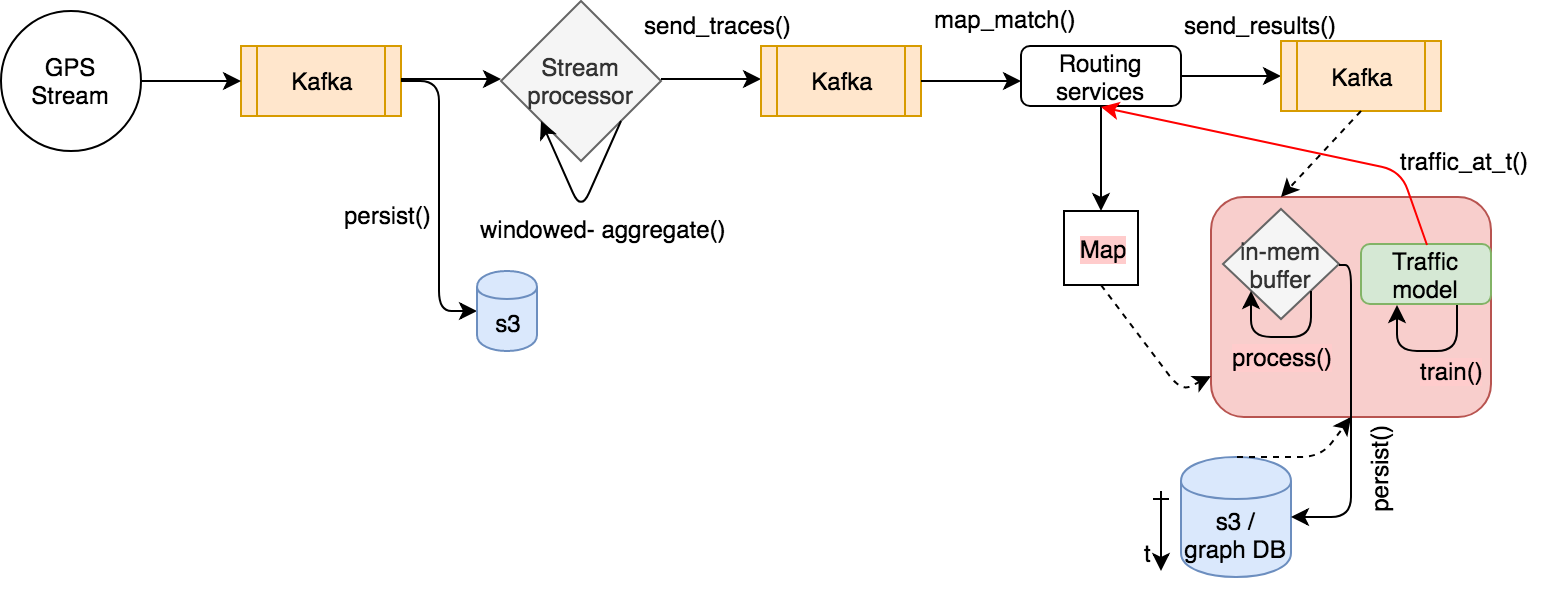 GPS
Stream
Kafka
Stream
processor
send_traces()
Kafka
map_match()
Routing
services
send_results()
Kafka
traffic_at_t()
persist()
windowed- aggregate()
s3
Map
in-mem
buffer
process()
Traffic
model
train()
persist()
s3 /
graph DB
t